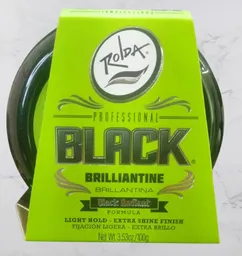 ROLDA
PROFESSIONAL
BLACK®
BRILLIANTINE
BRILLANTINA
Black Radiant
FORMULA
LIGHT HOLD - EXTRA SHINE FINISH
FIJACIÓN LIGERA - EXTRA BRILLO
Net Wt. 3.53oz/100g